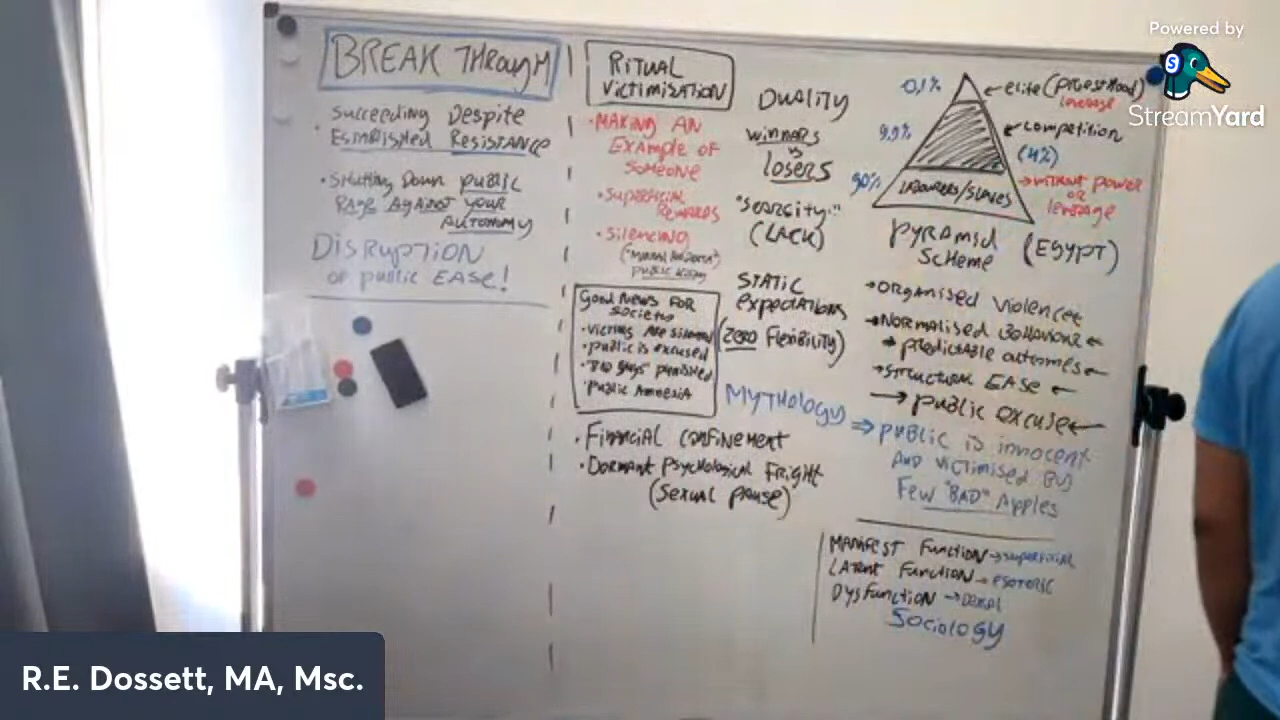 BREAK THROUGH
Succeeding Despite
Established Resistance
• Shutting Down public
Rage Against your
Autonomy
Disruption
of public EASE!
RITUAL
VICTIMISATION
• MAKING AN
EXAMPLE OF
SOMEONE
• Superficial
Rewards
• Silencing
public
Good News FOR
society
• victims are silenced
• public is excused
• "BAD guys" punished
• public Amnesia
• Financial confinement
• Dormant Psychological Fright
(Sexual pause)
DUALITY
winners
vs
losers
"scarcity"
(LACK)
STATIC
expectations
(ZERO Flexibility)
Mythology ⇒ public is innocent
AND victimised by
Few "BAD" Apples
0,1%
elite (priesthood)
leverage
9,9%
competition
(4%)
90%
LABOURERS/SLAVES
→ without power
or
leverage
pyramid
scheme
(EGYPT)
→ ORGANISED violence ←
→ Normalised behaviour ←
→ predictable outcomes ←
→ structural EASE ←
→ public excuse ←
MANIFEST Function → superficial
LATENT Function → esoteric
Dysfunction → Denial
Sociology
Powered by
StreamYard
R.E. Dossett, MA, Msc.